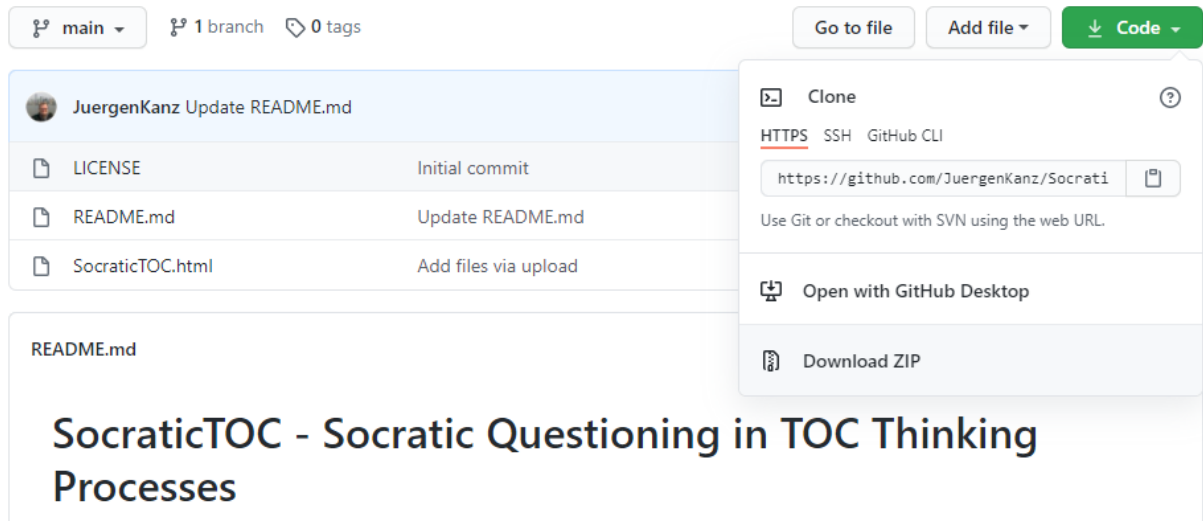 main 1 branch 0 tags Go to file Add file Code
JuergenKanz Update README.md
LICENSE Initial commit
README.md Update README.md
SocraticTOC.html Add files via upload
Clone
HTTPS SSH GitHub CLI
https://github.com/JuergenKanz/Socrati
Use Git or checkout with SVN using the web URL.
Open with GitHub Desktop
Download ZIP
README.md
SocraticTOC - Socratic Questioning in TOC Thinking
Processes